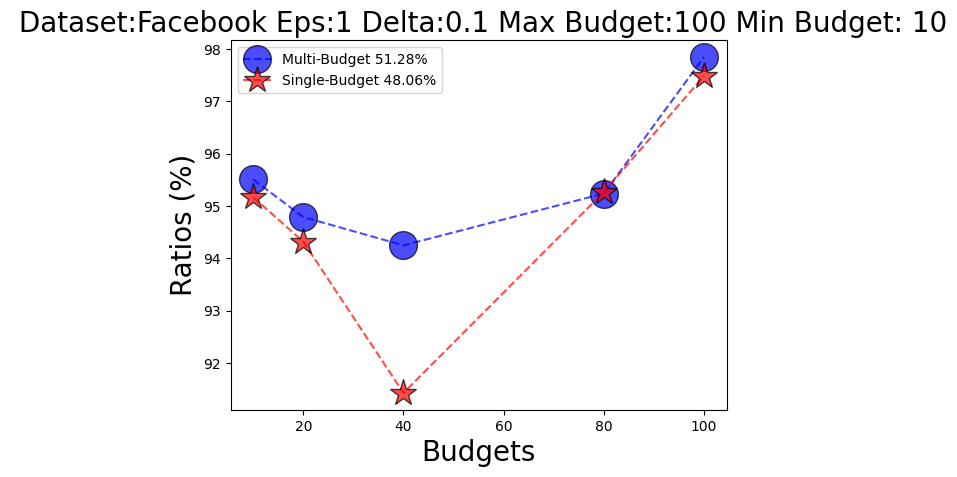 Dataset:Facebook Eps:1 Delta:0.1 Max Budget:100 Min Budget: 10
Multi-Budget 51.28%
Single-Budget 48.06%
Ratios (%)
98
97
96
95
94
93
92
20 40 60 80 100
Budgets